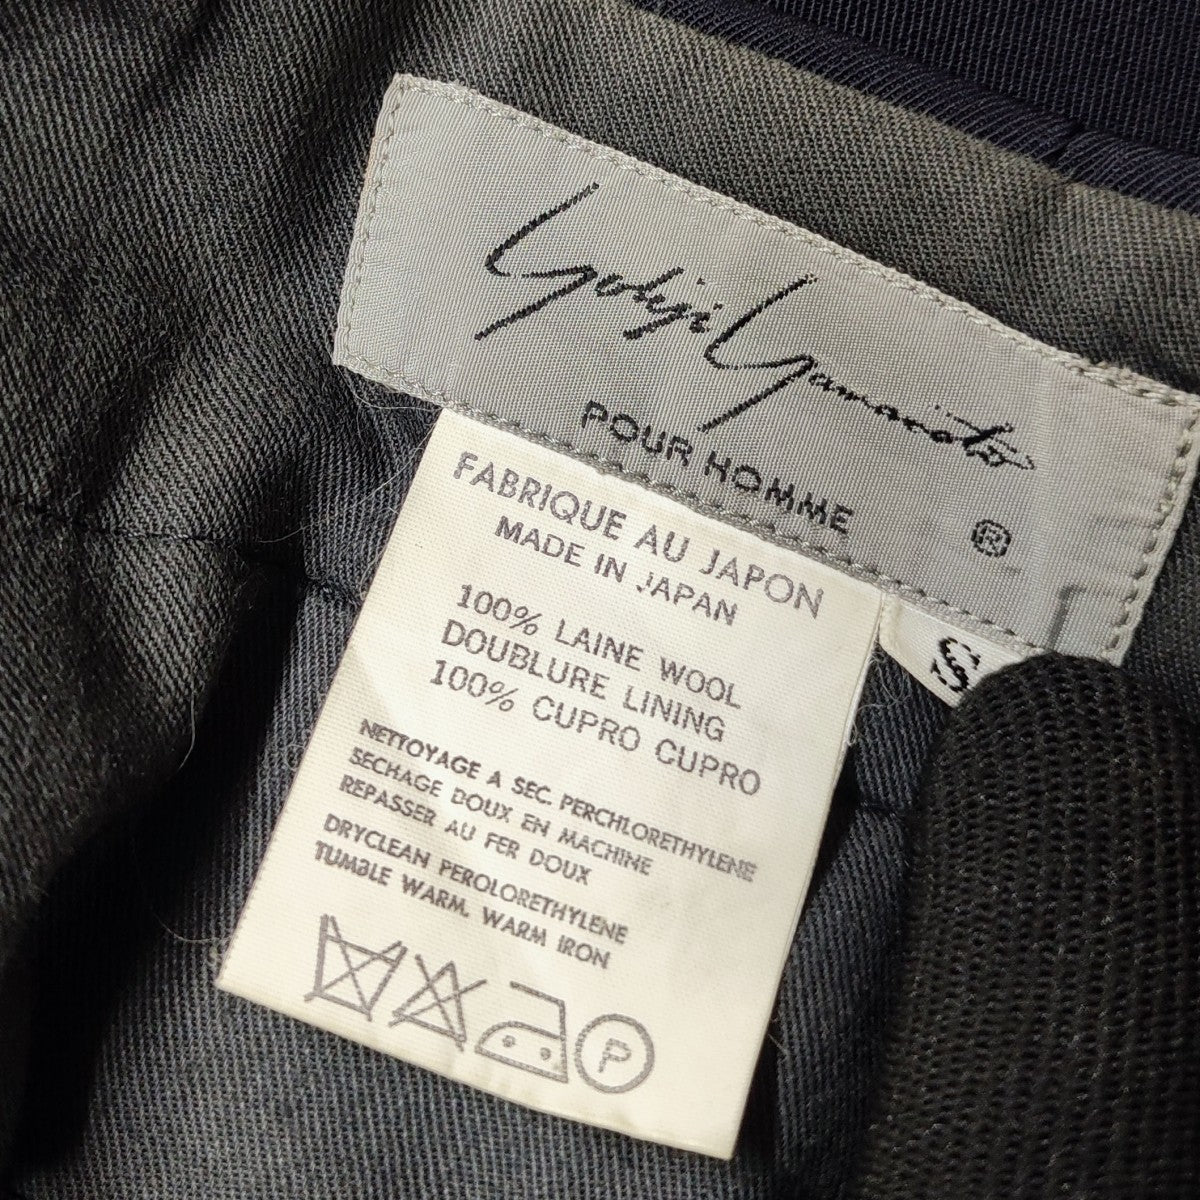 Yohji Yamamoto
POUR HOMME
®
S
FABRIQUE AU JAPON
MADE IN JAPAN
100% LAINE WOOL
DOUBLURE LINING
100% CUPRO CUPRO
NETTOYAGE A SEC. PERCHLORETHYLENE
SECHAGE DOUX EN MACHINE
REPASSER AU FER DOUX
DRYCLEAN PEROLORETHYLENE
TUMBLE WARM. WARM IRON
P